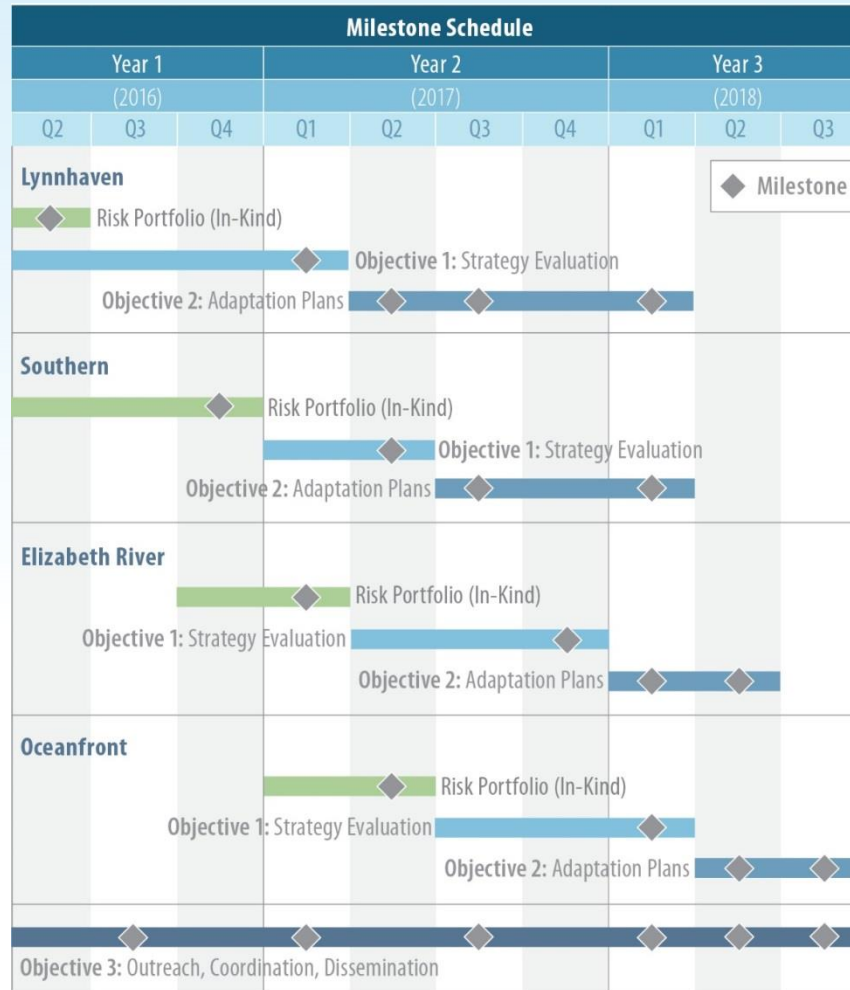 Milestone Schedule
Year 1 Year 2 Year 3
(2016) (2017) (2018)
Q2 Q3 Q4 Q1 Q2 Q3 Q4 Q1 Q2 Q3
Lynnhaven
Milestone
Risk Portfolio (In-Kind)
Objective 1: Strategy Evaluation
Objective 2: Adaptation Plans
Southern
Risk Portfolio (In-Kind)
Objective 1: Strategy Evaluation
Objective 2: Adaptation Plans
Elizabeth River
Risk Portfolio (In-Kind)
Objective 1: Strategy Evaluation
Objective 2: Adaptation Plans
Oceanfront
Risk Portfolio (In-Kind)
Objective 1: Strategy Evaluation
Objective 2: Adaptation Plans
Objective 3: Outreach, Coordination, Dissemination